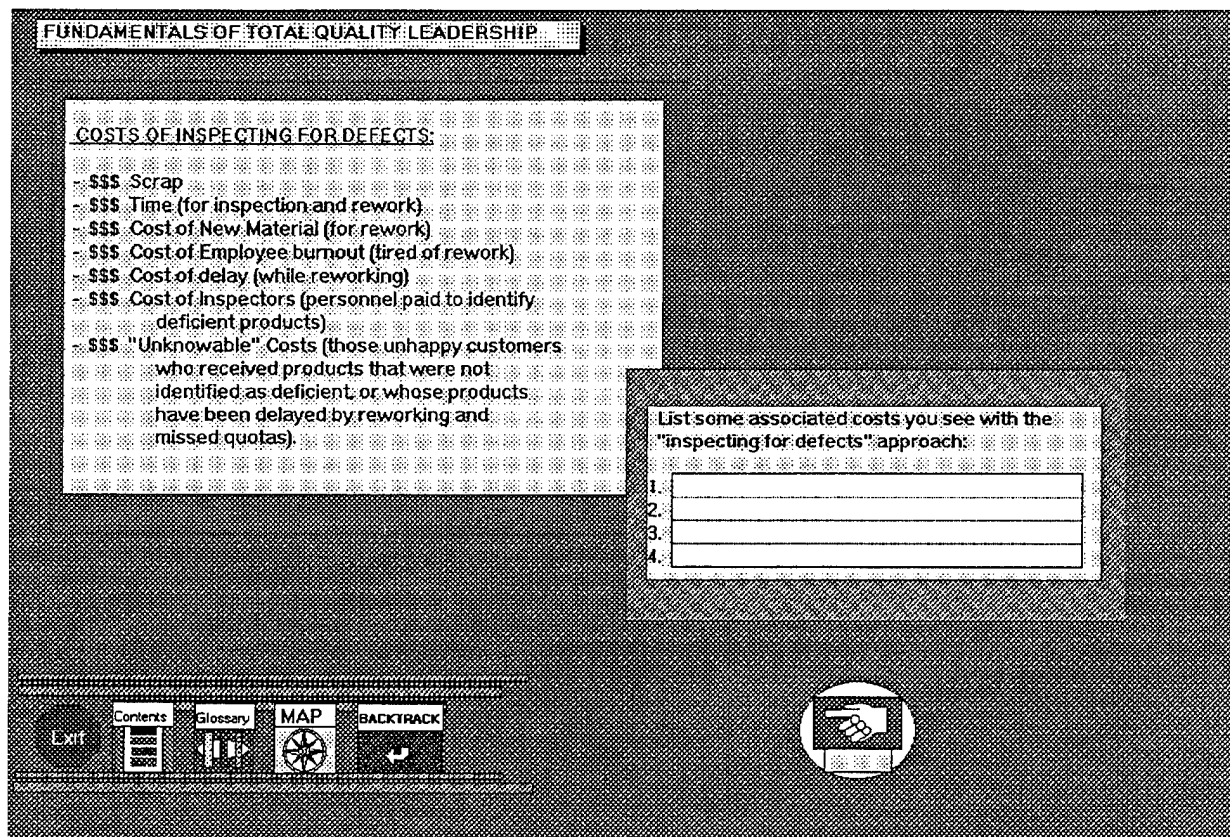 FUNDAMENTALS OF TOTAL QUALITY LEADERSHIP
COSTS OF INSPECTING FOR DEFECTS:
- $$$ Scrap
- $$$ Time (for inspection and rework)
- $$$ Cost of New Material (for rework)
- $$$ Cost of Employee burnout (tired of rework)
- $$$ Cost of delay (while reworking)
- $$$ Cost of Inspectors (personnel paid to identify
deficient products)
- $$$ "Unknowable" Costs (those unhappy customers
who received products that were not
identified as deficient, or whose products
have been delayed by reworking and
missed quotas).
List some associated costs you see with the
"inspecting for defects" approach:
1.
2.
3.
4.
Exit
Contents
Glossary
MAP
BACKTRACK